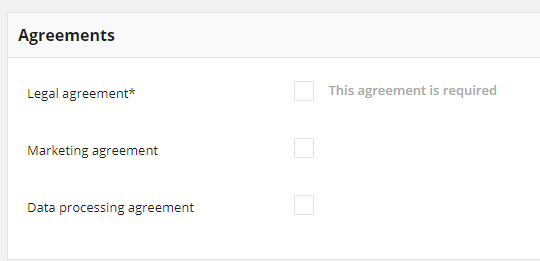 Agreements
Legal agreement*
This agreement is required
Marketing agreement
Data processing agreement